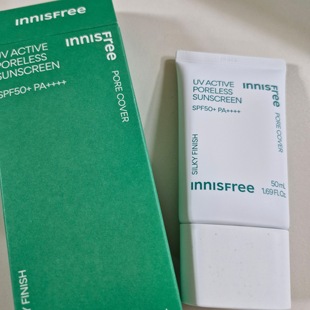 innisfree
innisfree
UV ACTIVE
PORELESS
SUNSCREEN
SPF50+ PA++++
PORE COVER
SILKY FINISH
innisfree
UV ACTIVE
PORELESS
SUNSCREEN
SPF50+ PA++++
PORE COVER
SILKY FINISH
innisfree
50mL
1.69 FL.Oz.